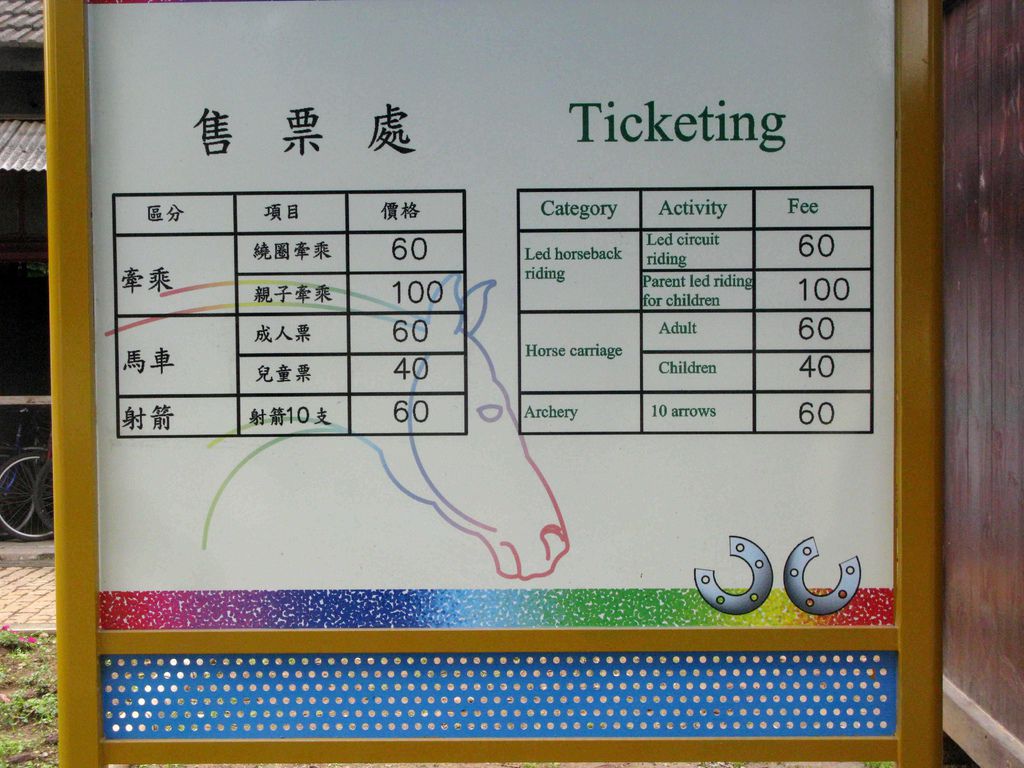 售票處
區分 項目 價格
牽乘 繞圈牽乘 60
親子牽乘 100
馬車 成人票 60
兒童票 40
射箭 射箭10支 60
Ticketing
Category Activity Fee
Led horseback riding Led circuit riding 60
Parent led riding for children 100
Horse carriage Adult 60
Children 40
Archery 10 arrows 60